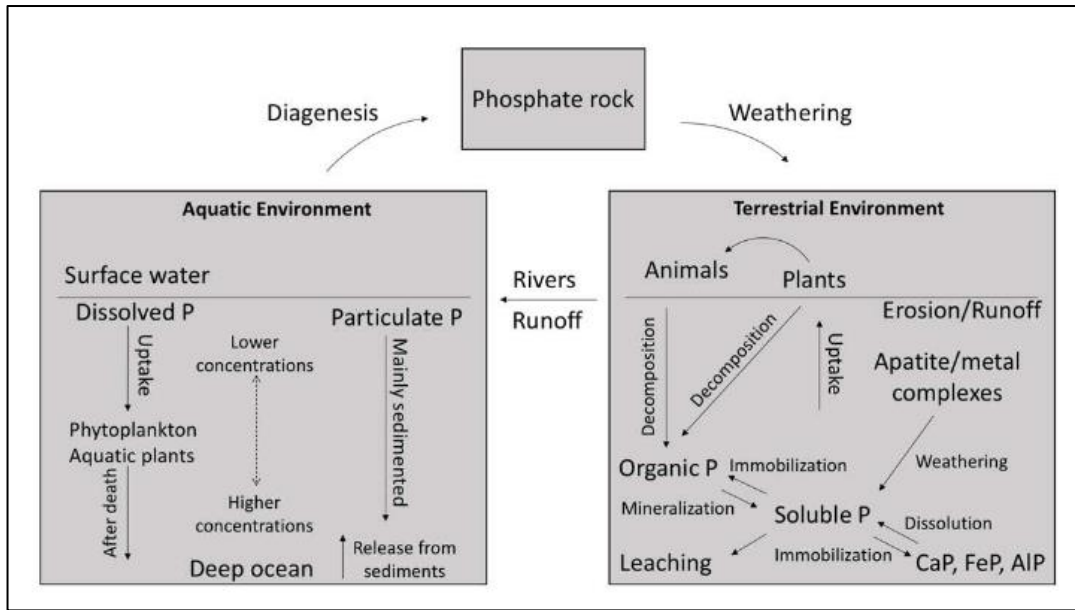 Phosphate rock
Diagenesis
Weathering
Aquatic Environment
Surface water
Dissolved P
Particulate P
Uptake
Lower
concentrations
Mainly sedimented
Phytoplankton
Aquatic plants
After death
Higher
concentrations
Deep ocean
Release from
sediments
Rivers
Runoff
Terrestrial Environment
Animals
Plants
Erosion/Runoff
Decomposition
Decomposition
Uptake
Apatite/metal
complexes
Weathering
Organic P
Immobilization
Mineralization
Soluble P
Dissolution
Leaching
Immobilization
CaP, FeP, AlP